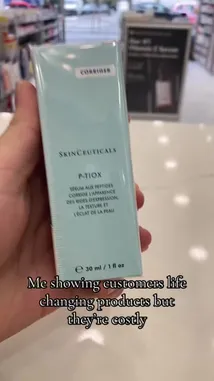 CORRIGER
SKINCEUTICALS
P-TIOX
SÉRUM AUX PEPTIDES
CORRIGE L'APPARENCE
DES RIDES D'EXPRESSION,
LA TEXTURE ET
L'ÉCLAT DE LA PEAU
℮ 30 ml / 1 fl oz
Me showing customers life
changing products but
they're costly